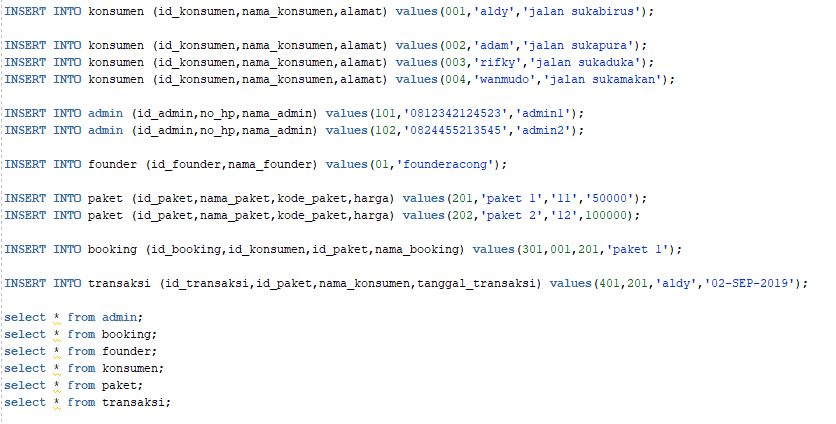 INSERT INTO konsumen (id_konsumen,nama_konsumen,alamat) values(001,'aldy','jalan sukabirus');
INSERT INTO konsumen (id_konsumen,nama_konsumen,alamat) values(002,'adam','jalan sukapura');
INSERT INTO konsumen (id_konsumen,nama_konsumen,alamat) values(003,'rifky','jalan sukaduka');
INSERT INTO konsumen (id_konsumen,nama_konsumen,alamat) values(004,'wanmudo','jalan sukamakan');
INSERT INTO admin (id_admin,no_hp,nama_admin) values(101,'0812342124523','admin1');
INSERT INTO admin (id_admin,no_hp,nama_admin) values(102,'0824455213545','admin2');
INSERT INTO founder (id_founder,nama_founder) values(01,'founderacong');
INSERT INTO paket (id_paket,nama_paket,kode_paket,harga) values(201,'paket 1','11','50000');
INSERT INTO paket (id_paket,nama_paket,kode_paket,harga) values(202,'paket 2','12',100000);
INSERT INTO booking (id_booking,id_konsumen,id_paket,nama_booking) values(301,001,201,'paket 1');
INSERT INTO transaksi (id_transaksi,id_paket,nama_konsumen,tanggal_transaksi) values(401,201,'aldy','02-SEP-2019');
select * from admin;
select * from booking;
select * from founder;
select * from konsumen;
select * from paket;
select * from transaksi;